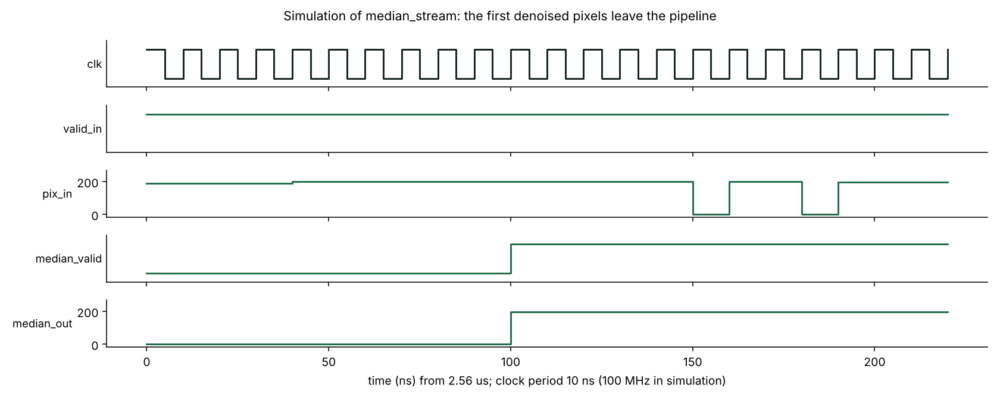 Simulation of median_stream: the first denoised pixels leave the pipeline
clk
valid_in
200
pix_in
0
median_valid
200
median_out
0
0 50 100 150 200
time (ns) from 2.56 us; clock period 10 ns (100 MHz in simulation)